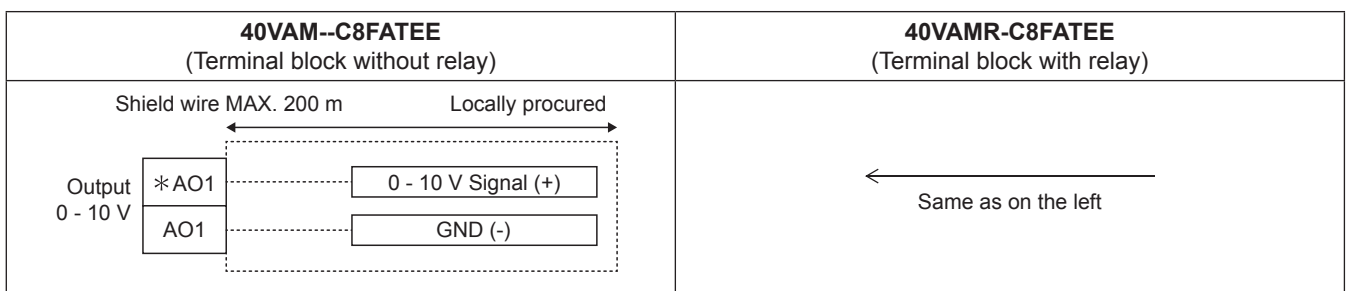 40VAM--C8FATEE
(Terminal block without relay)
40VAMR-C8FATEE
(Terminal block with relay)
Shield wire MAX. 200 m
Locally procured
Output
0 - 10 V
＊AO1
0 - 10 V Signal (+)
AO1
GND (-)
Same as on the left